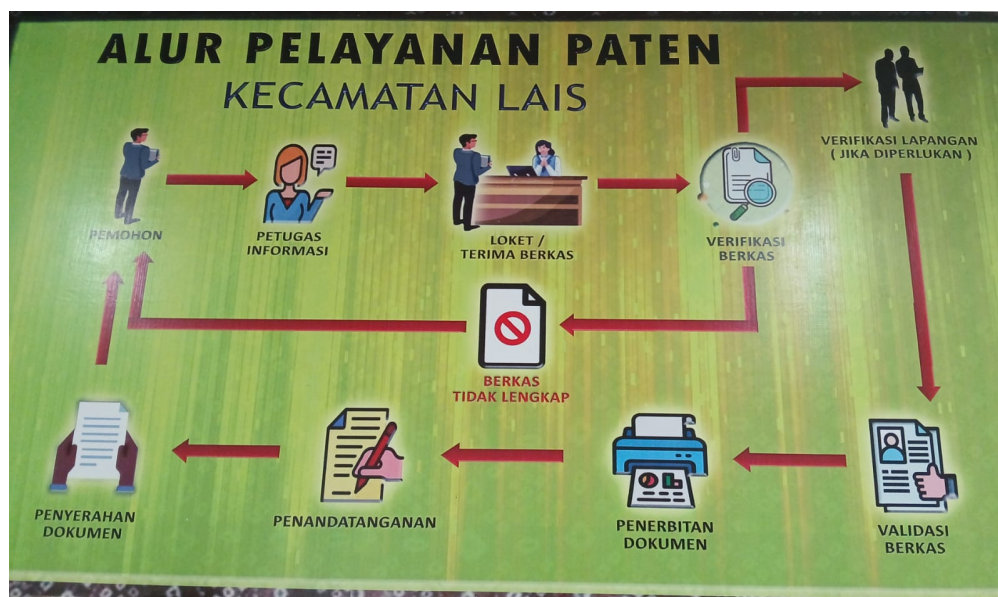 ALUR PELAYANAN PATEN
KECAMATAN LAIS
PEMOHON
PETUGAS
INFORMASI
LOKET /
TERIMA BERKAS
VERIFIKASI
BERKAS
VERIFIKASI LAPANGAN
( JIKA DIPERLUKAN )
BERKAS
TIDAK LENGKAP
PENYERAHAN
DOKUMEN
PENANDATANGANAN
PENERBITAN
DOKUMEN
VALIDASI
BERKAS